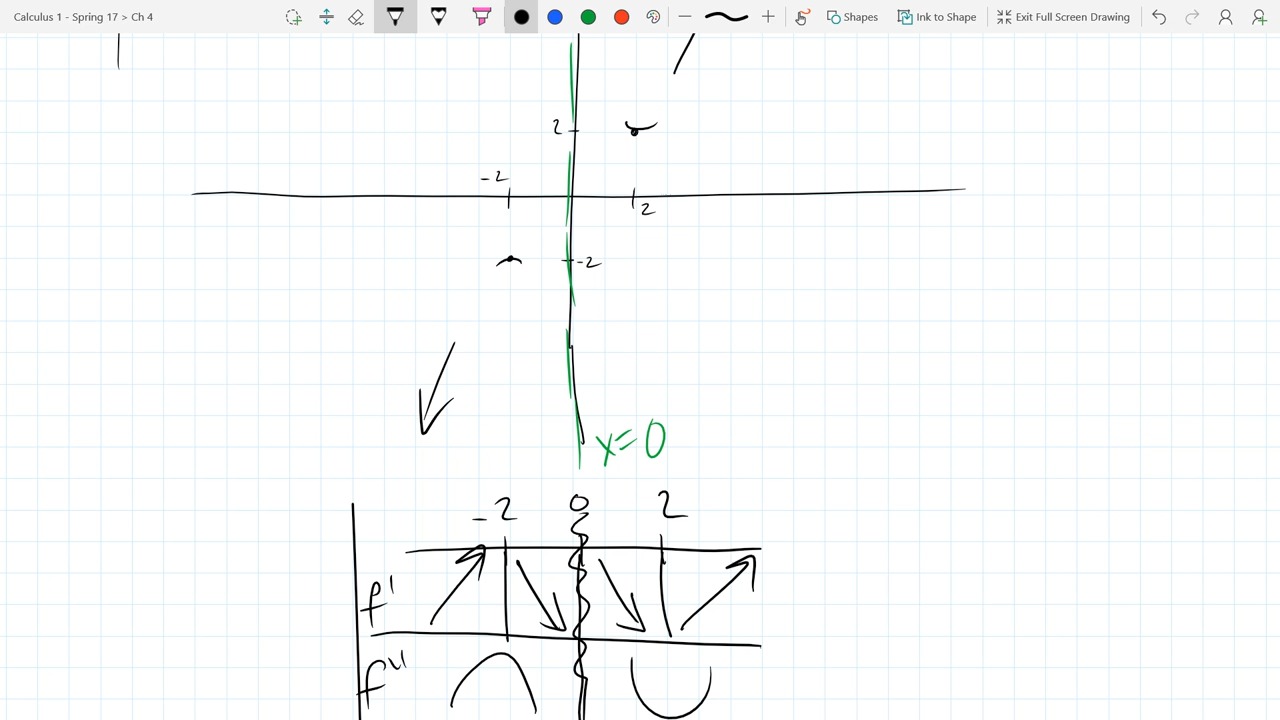 Calculus 1 - Spring 17 > Ch 4
Shapes
Ink to Shape
Exit Full Screen Drawing
2
-2
2
-2
x=0
-2 0 2
f'
f"